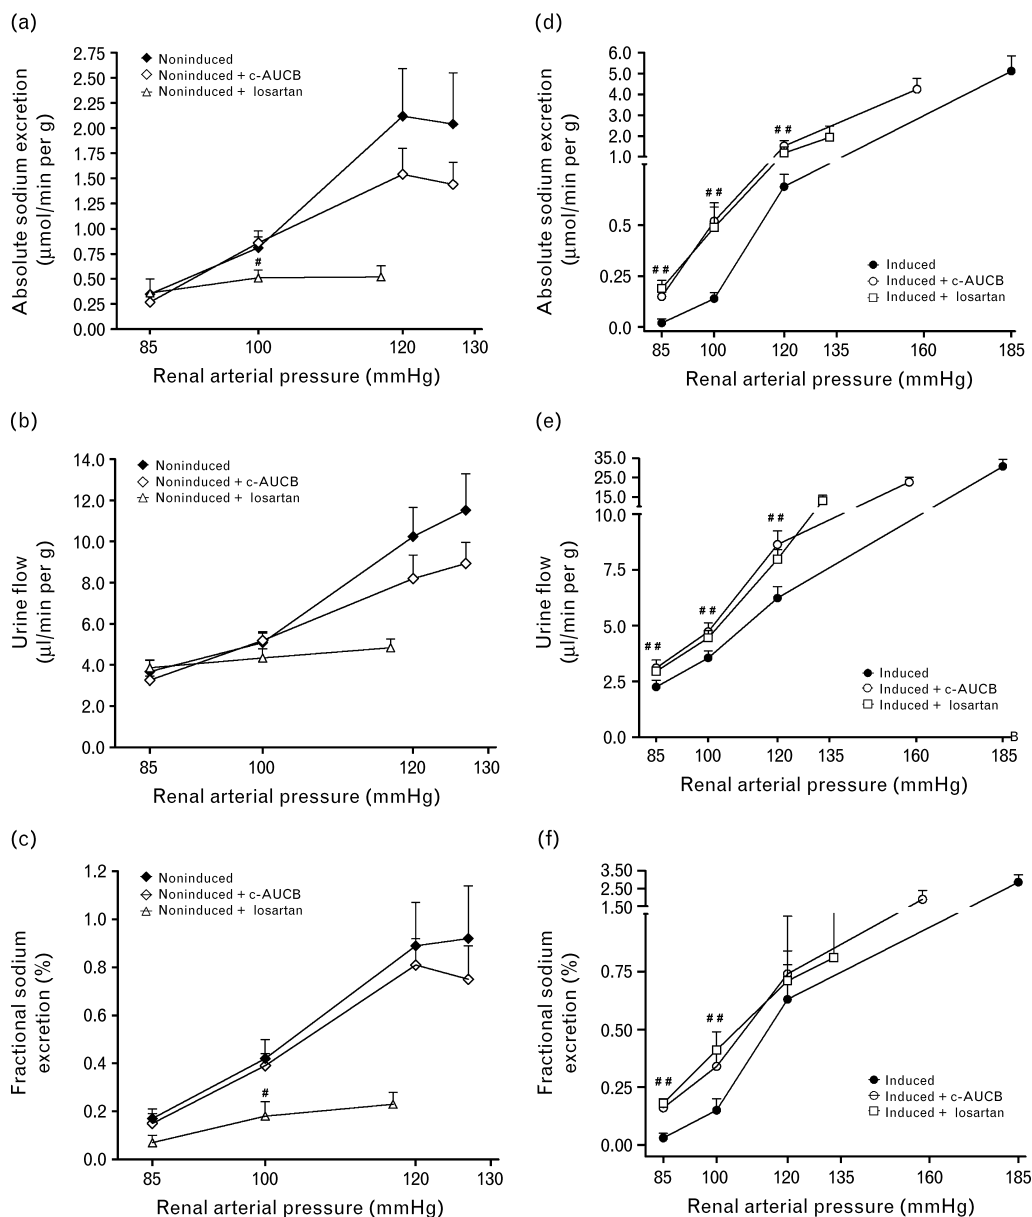 (a)
Absolute sodium excretion
(μmol/min per g)
2.75
2.50
2.25
2.00
1.75
1.50
1.25
1.00
0.75
0.50
0.25
0.00
Noninduced
Noninduced + c-AUCB
Noninduced + losartan
#
85
100
120
130
Renal arterial pressure (mmHg)
(d)
Absolute sodium excretion
(μmol/min per g)
6.0
5.0
4.0
3.0
2.0
1.0
0.5
0.25
0.0
# #
# #
# #
Induced
Induced + c-AUCB
Induced + losartan
85
100
120
135
160
185
Renal arterial pressure (mmHg)
(b)
Urine flow
(μl/min per g)
14.0
12.0
10.0
8.0
6.0
4.0
2.0
0.0
Noninduced
Noninduced + c-AUCB
Noninduced + losartan
85
100
120
130
Renal arterial pressure (mmHg)
(e)
Urine flow
(μl/min per g)
35.0
25.0
15.0
10.0
7.5
5.0
2.5
0.0
# #
# #
# #
Induced
Induced + c-AUCB
Induced + losartan
B
85
100
120
135
160
185
Renal arterial pressure (mmHg)
(c)
Fractional sodium
excretion (%)
1.2
1.0
0.8
0.6
0.4
0.2
0.0
Noninduced
Noninduced + c-AUCB
Noninduced + losartan
#
85
100
120
130
Renal arterial pressure (mmHg)
(f)
Fractional sodium
excretion (%)
3.50
2.50
1.50
0.75
0.50
0.25
0.00
# #
# #
Induced
Induced + c-AUCB
Induced + losartan
85
100
120
135
160
185
Renal arterial pressure (mmHg)